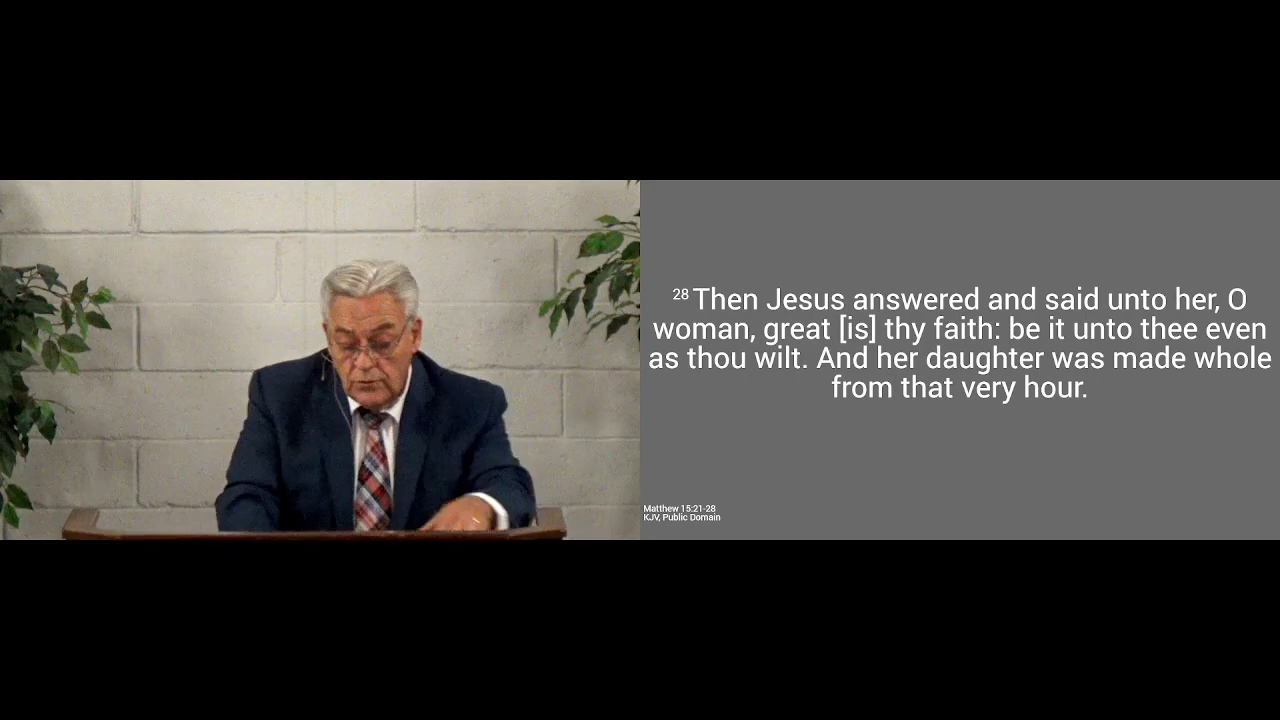 28 Then Jesus answered and said unto her, O
woman, great [is] thy faith: be it unto thee even
as thou wilt. And her daughter was made whole
from that very hour.
Matthew 15:21-28
KJV, Public Domain